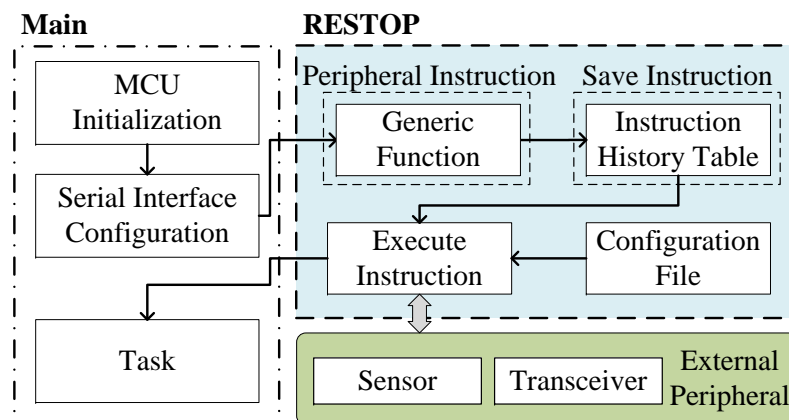 Main
RESTOP
MCU
Initialization
Serial Interface
Configuration
Task
Peripheral Instruction
Generic
Function
Save Instruction
Instruction
History Table
Execute
Instruction
Configuration
File
Sensor
Transceiver
External
Peripheral